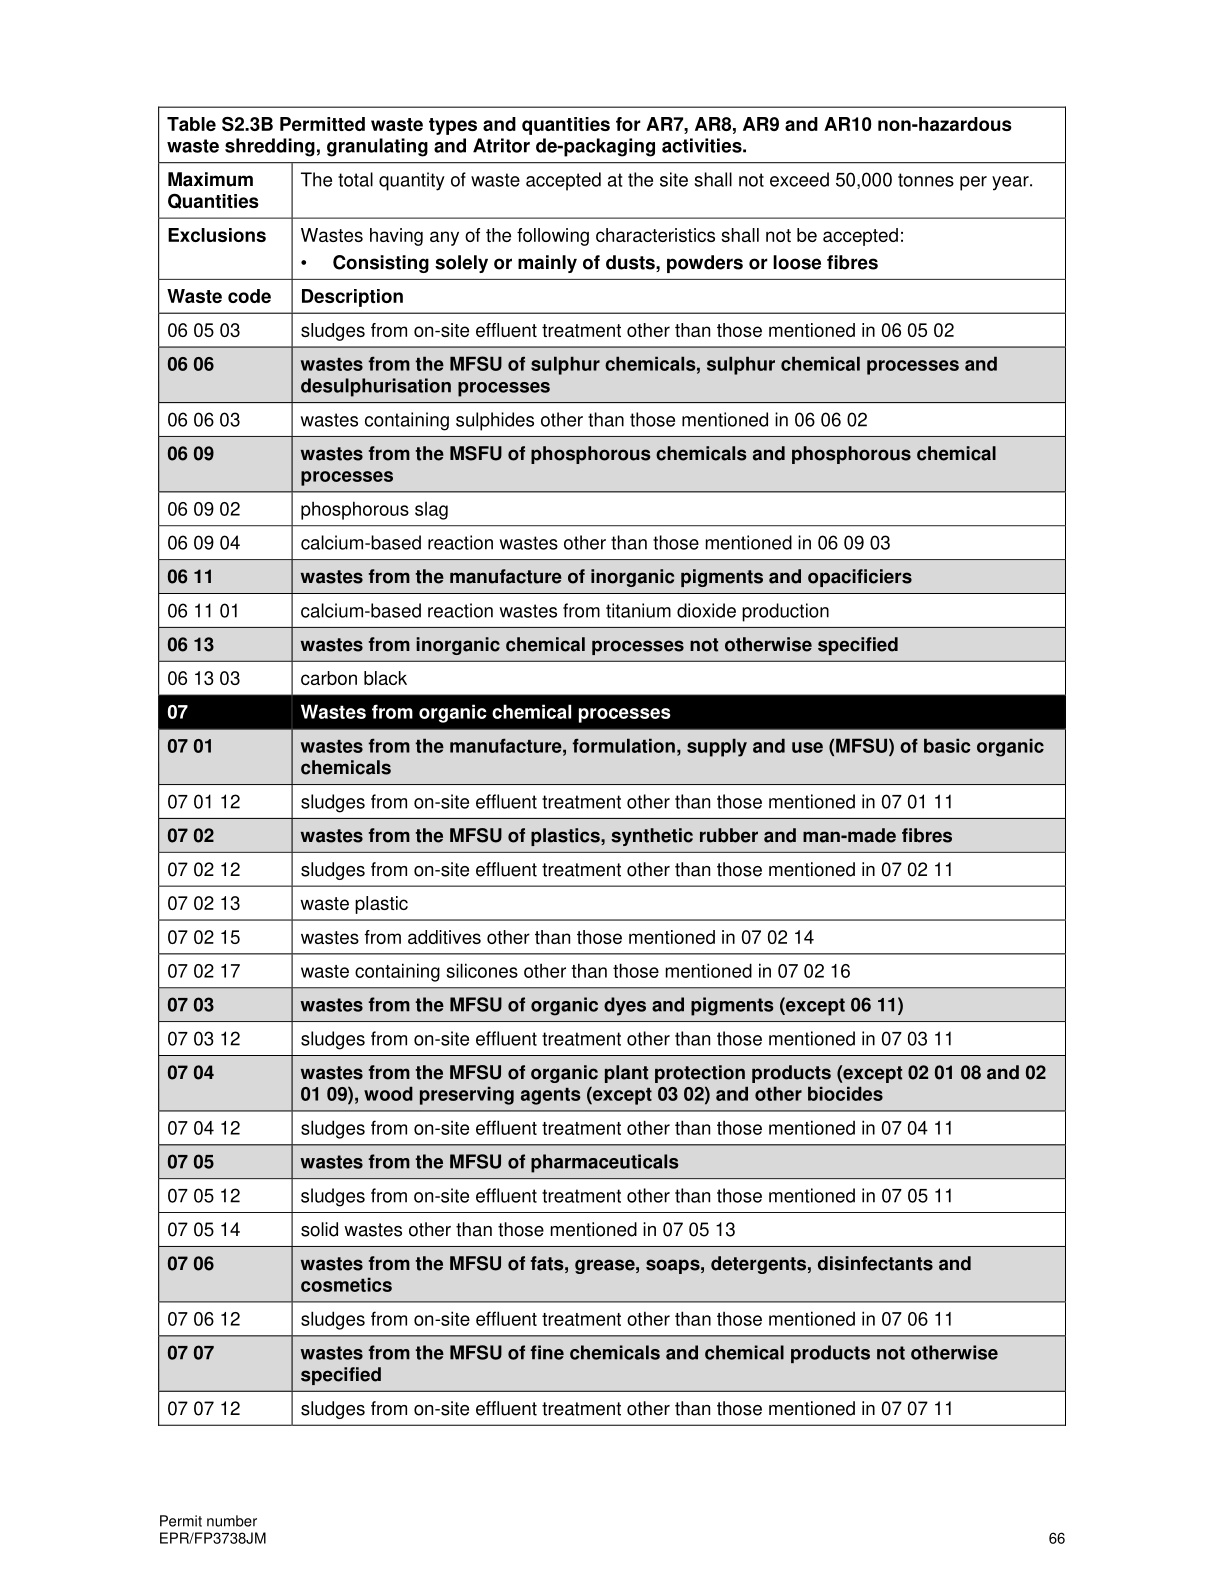 Table S2.3B Permitted waste types and quantities for AR7, AR8, AR9 and AR10 non-hazardous
waste shredding, granulating and Atritor de-packaging activities.
Maximum Quantities The total quantity of waste accepted at the site shall not exceed 50,000 tonnes per year.
Exclusions Wastes having any of the following characteristics shall not be accepted:
• Consisting solely or mainly of dusts, powders or loose fibres
Waste code Description
06 05 03 sludges from on-site effluent treatment other than those mentioned in 06 05 02
06 06 wastes from the MFSU of sulphur chemicals, sulphur chemical processes and
desulphurisation processes
06 06 03 wastes containing sulphides other than those mentioned in 06 06 02
06 09 wastes from the MSFU of phosphorous chemicals and phosphorous chemical
processes
06 09 02 phosphorous slag
06 09 04 calcium-based reaction wastes other than those mentioned in 06 09 03
06 11 wastes from the manufacture of inorganic pigments and opacificiers
06 11 01 calcium-based reaction wastes from titanium dioxide production
06 13 wastes from inorganic chemical processes not otherwise specified
06 13 03 carbon black
07 Wastes from organic chemical processes
07 01 wastes from the manufacture, formulation, supply and use (MFSU) of basic organic
chemicals
07 01 12 sludges from on-site effluent treatment other than those mentioned in 07 01 11
07 02 wastes from the MFSU of plastics, synthetic rubber and man-made fibres
07 02 12 sludges from on-site effluent treatment other than those mentioned in 07 02 11
07 02 13 waste plastic
07 02 15 wastes from additives other than those mentioned in 07 02 14
07 02 17 waste containing silicones other than those mentioned in 07 02 16
07 03 wastes from the MFSU of organic dyes and pigments (except 06 11)
07 03 12 sludges from on-site effluent treatment other than those mentioned in 07 03 11
07 04 wastes from the MFSU of organic plant protection products (except 02 01 08 and 02
01 09), wood preserving agents (except 03 02) and other biocides
07 04 12 sludges from on-site effluent treatment other than those mentioned in 07 04 11
07 05 wastes from the MFSU of pharmaceuticals
07 05 12 sludges from on-site effluent treatment other than those mentioned in 07 05 11
07 05 14 solid wastes other than those mentioned in 07 05 13
07 06 wastes from the MFSU of fats, grease, soaps, detergents, disinfectants and
cosmetics
07 06 12 sludges from on-site effluent treatment other than those mentioned in 07 06 11
07 07 wastes from the MFSU of fine chemicals and chemical products not otherwise
specified
07 07 12 sludges from on-site effluent treatment other than those mentioned in 07 07 11
Permit number
EPR/FP3738JM 66